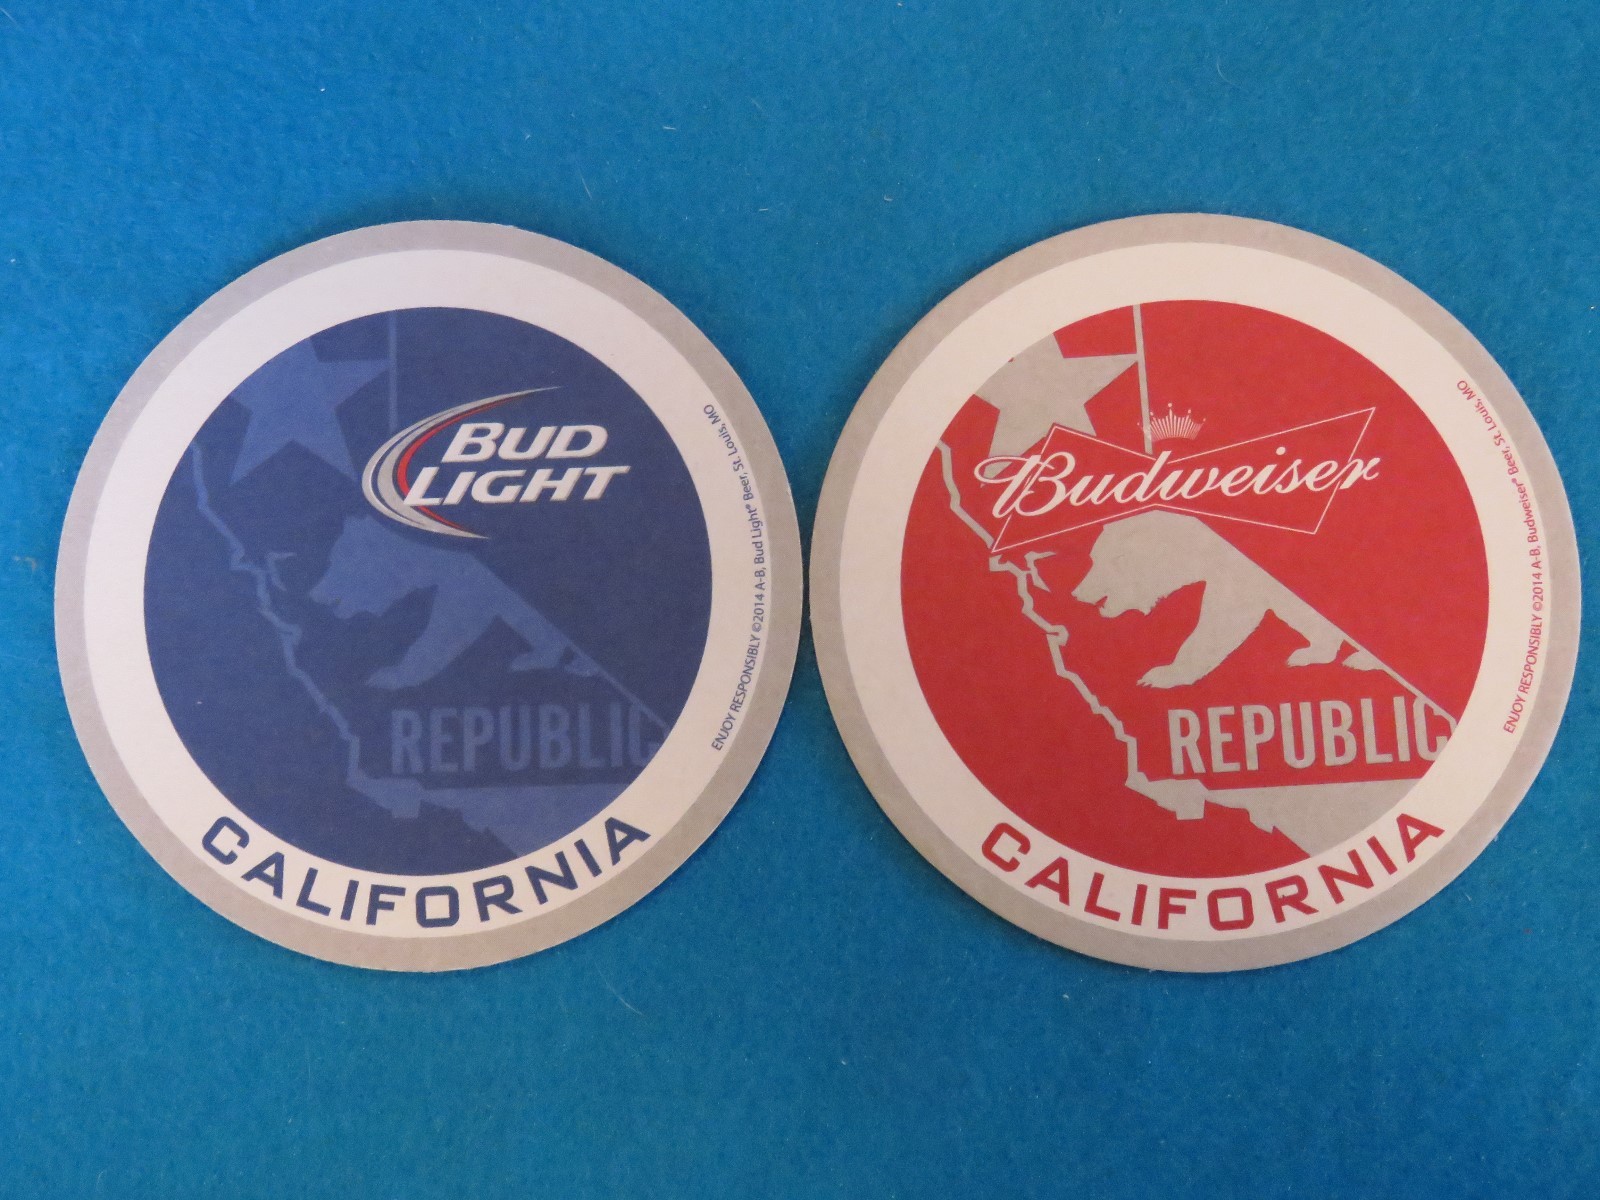 BUD
LIGHT
REPUBLIC
CALIFORNIA
ENJOY RESPONSIBLY ©2014 A-B, Bud Light® Beer, St. Louis, MO
Budweiser
REPUBLIC
CALIFORNIA
ENJOY RESPONSIBLY ©2014 A-B, Budweiser® Beer, St. Louis, MO